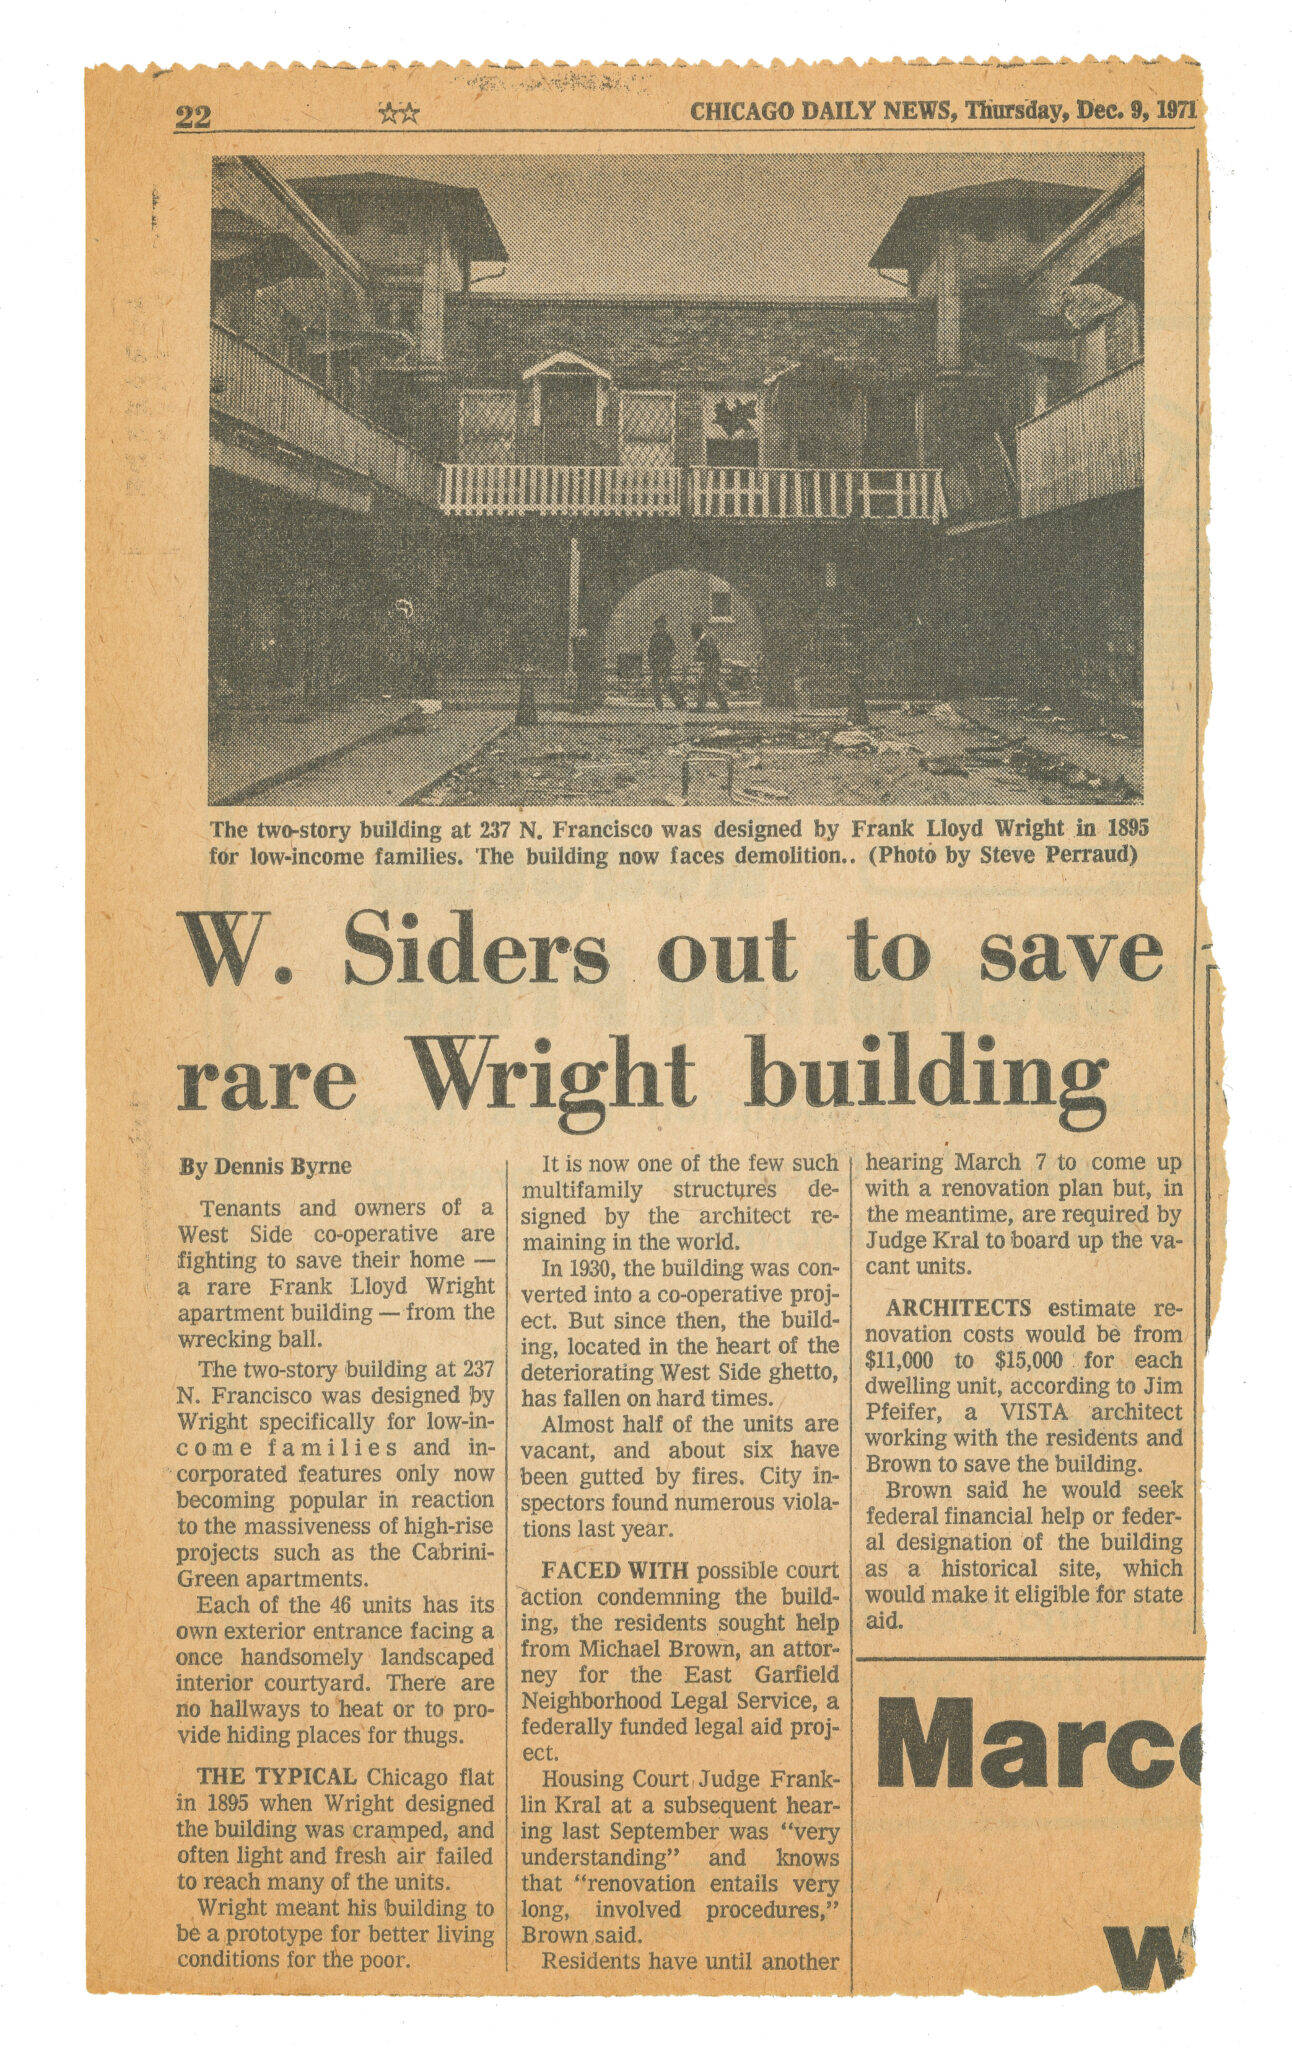 22
☆☆
CHICAGO DAILY NEWS, Thursday, Dec. 9, 1971
The two-story building at 237 N. Francisco was designed by Frank Lloyd Wright in 1895
for low-income families. The building now faces demolition.. (Photo by Steve Perraud)
W. Siders out to save
rare Wright building
By Dennis Byrne
Tenants and owners of a
West Side co-operative are
fighting to save their home —
a rare Frank Lloyd Wright
apartment building — from the
wrecking ball.
The two-story building at 237
N. Francisco was designed by
Wright specifically for low-in-
come families and in-
corporated features only now
becoming popular in reaction
to the massiveness of high-rise
projects such as the Cabrini-
Green apartments.
Each of the 46 units has its
own exterior entrance facing a
once handsomely landscaped
interior courtyard. There are
no hallways to heat or to pro-
vide hiding places for thugs.
THE TYPICAL Chicago flat
in 1895 when Wright designed
the building was cramped, and
often light and fresh air failed
to reach many of the units.
Wright meant his building to
be a prototype for better living
conditions for the poor.
It is now one of the few such
multifamily structures de-
signed by the architect re-
maining in the world.
In 1930, the building was con-
verted into a co-operative proj-
ect. But since then, the build-
ing, located in the heart of the
deteriorating West Side ghetto,
has fallen on hard times.
Almost half of the units are
vacant, and about six have
been gutted by fires. City in-
spectors found numerous viola-
tions last year.
FACED WITH possible court
action condemning the build-
ing, the residents sought help
from Michael Brown, an attor-
ney for the East Garfield
Neighborhood Legal Service, a
federally funded legal aid proj-
ect.
Housing Court Judge Frank-
lin Kral at a subsequent hear-
ing last September was "very
understanding" and knows
that "renovation entails very
long, involved procedures,"
Brown said.
Residents have until another
hearing March 7 to come up
with a renovation plan but, in
the meantime, are required by
Judge Kral to board up the va-
cant units.
ARCHITECTS estimate re-
novation costs would be from
$11,000 to $15,000 for each
dwelling unit, according to Jim
Pfeifer, a VISTA architect
working with the residents and
Brown to save the building.
Brown said he would seek
federal financial help or feder-
al designation of the building
as a historical site, which
would make it eligible for state
aid.
Marc
w